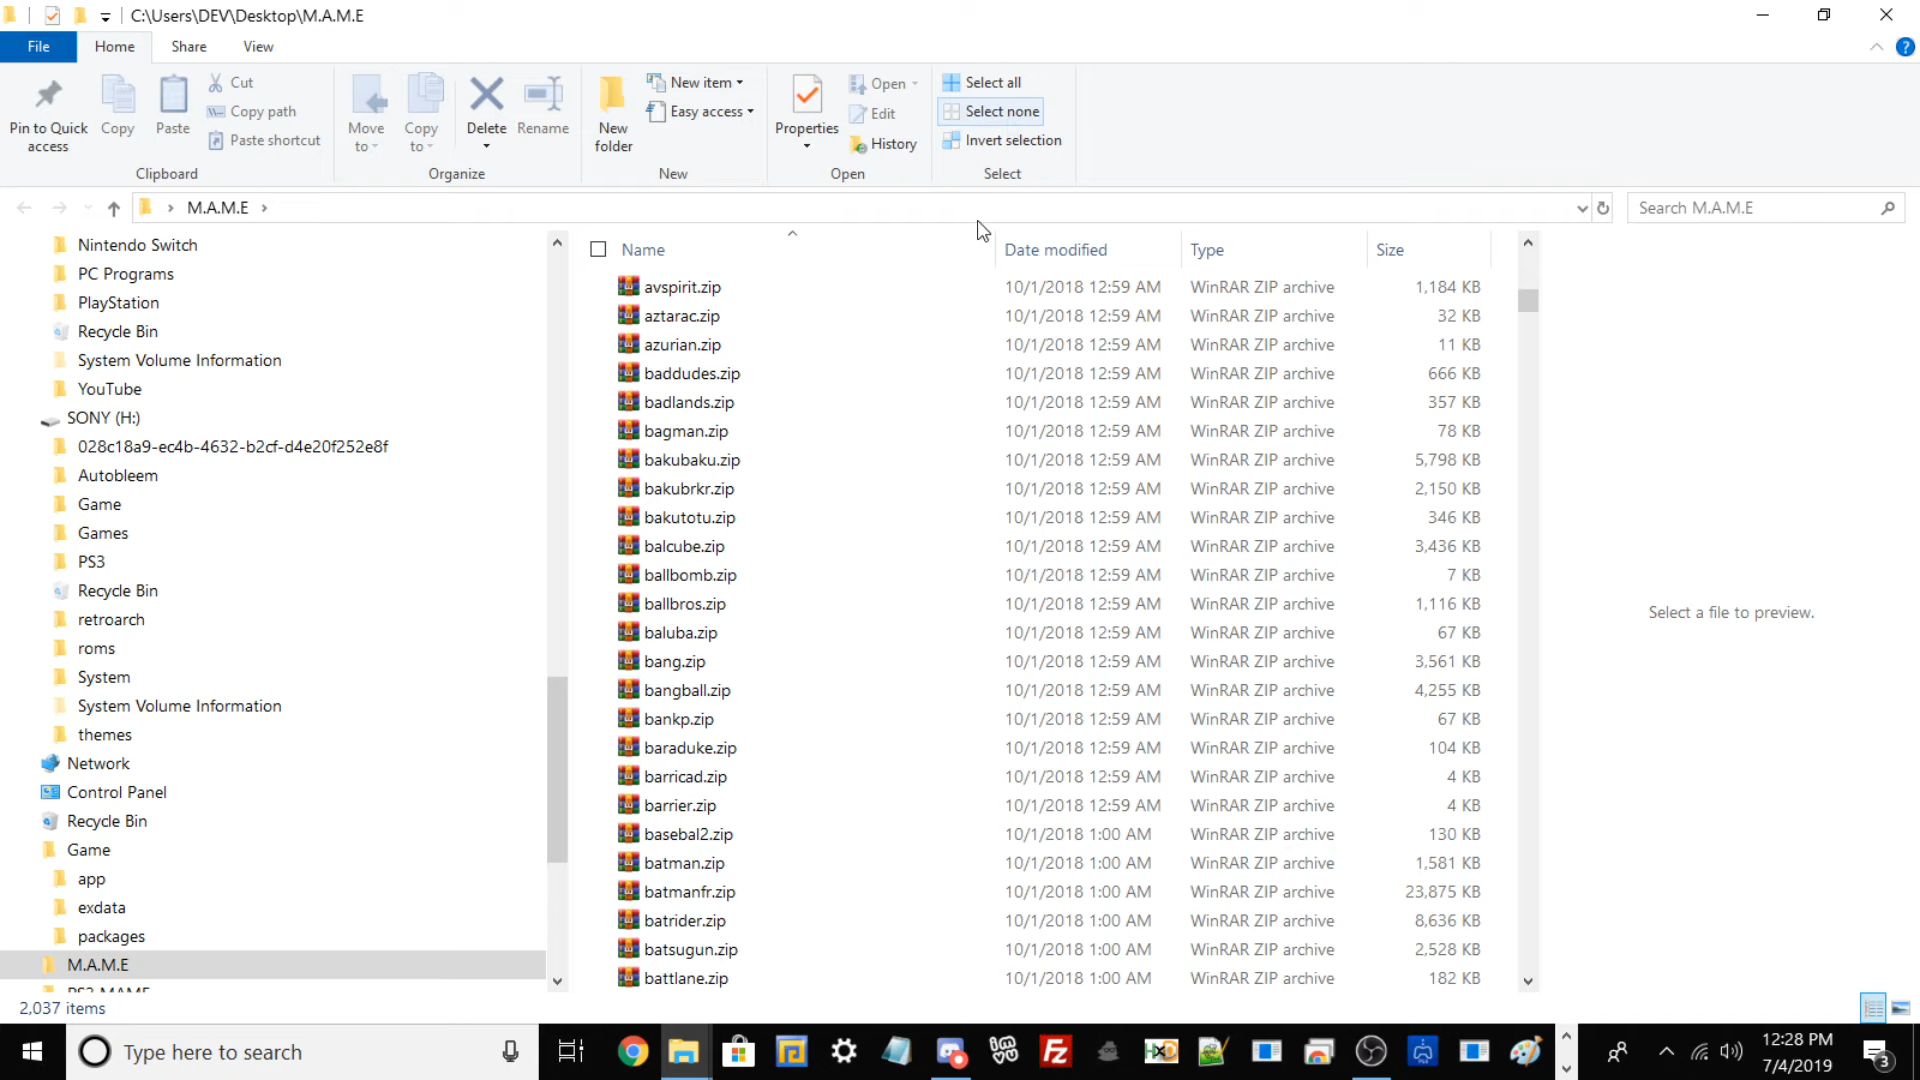 C:\Users\DEV\Desktop\M.A.M.E
File Home Share View
Pin to Quick access
Copy
Paste
Cut
Copy path
Paste shortcut
Clipboard
Move to
Copy to
Delete
Rename
Organize
New folder
New item
Easy access
New
Properties
Open
Edit
History
Open
Select all
Select none
Invert selection
Select
M.A.M.E
Search M.A.M.E
Nintendo Switch
PC Programs
PlayStation
Recycle Bin
System Volume Information
YouTube
SONY (H:)
028c18a9-ec4b-4632-b2cf-d4e20f252e8f
Autobleem
Game
Games
PS3
Recycle Bin
retroarch
roms
System
System Volume Information
themes
Network
Control Panel
Recycle Bin
Game
app
exdata
packages
M.A.M.E
PS3 MAME
Name Date modified Type Size
avspirit.zip 10/1/2018 12:59 AM WinRAR ZIP archive 1,184 KB
aztarac.zip 10/1/2018 12:59 AM WinRAR ZIP archive 32 KB
azurian.zip 10/1/2018 12:59 AM WinRAR ZIP archive 11 KB
baddudes.zip 10/1/2018 12:59 AM WinRAR ZIP archive 666 KB
badlands.zip 10/1/2018 12:59 AM WinRAR ZIP archive 357 KB
bagman.zip 10/1/2018 12:59 AM WinRAR ZIP archive 78 KB
bakubaku.zip 10/1/2018 12:59 AM WinRAR ZIP archive 5,798 KB
bakubrkr.zip 10/1/2018 12:59 AM WinRAR ZIP archive 2,150 KB
bakutotu.zip 10/1/2018 12:59 AM WinRAR ZIP archive 346 KB
balcube.zip 10/1/2018 12:59 AM WinRAR ZIP archive 3,436 KB
ballbomb.zip 10/1/2018 12:59 AM WinRAR ZIP archive 7 KB
ballbros.zip 10/1/2018 12:59 AM WinRAR ZIP archive 1,116 KB
baluba.zip 10/1/2018 12:59 AM WinRAR ZIP archive 67 KB
bang.zip 10/1/2018 12:59 AM WinRAR ZIP archive 3,561 KB
bangball.zip 10/1/2018 12:59 AM WinRAR ZIP archive 4,255 KB
bankp.zip 10/1/2018 12:59 AM WinRAR ZIP archive 67 KB
baraduke.zip 10/1/2018 12:59 AM WinRAR ZIP archive 104 KB
barricad.zip 10/1/2018 12:59 AM WinRAR ZIP archive 4 KB
barrier.zip 10/1/2018 12:59 AM WinRAR ZIP archive 4 KB
basebal2.zip 10/1/2018 1:00 AM WinRAR ZIP archive 130 KB
batman.zip 10/1/2018 1:00 AM WinRAR ZIP archive 1,581 KB
batmanfr.zip 10/1/2018 1:00 AM WinRAR ZIP archive 23,875 KB
batrider.zip 10/1/2018 1:00 AM WinRAR ZIP archive 8,636 KB
batsugun.zip 10/1/2018 1:00 AM WinRAR ZIP archive 2,528 KB
battlane.zip 10/1/2018 1:00 AM WinRAR ZIP archive 182 KB
Select a file to preview.
2,037 items
Type here to search
12:28 PM
7/4/2019
3